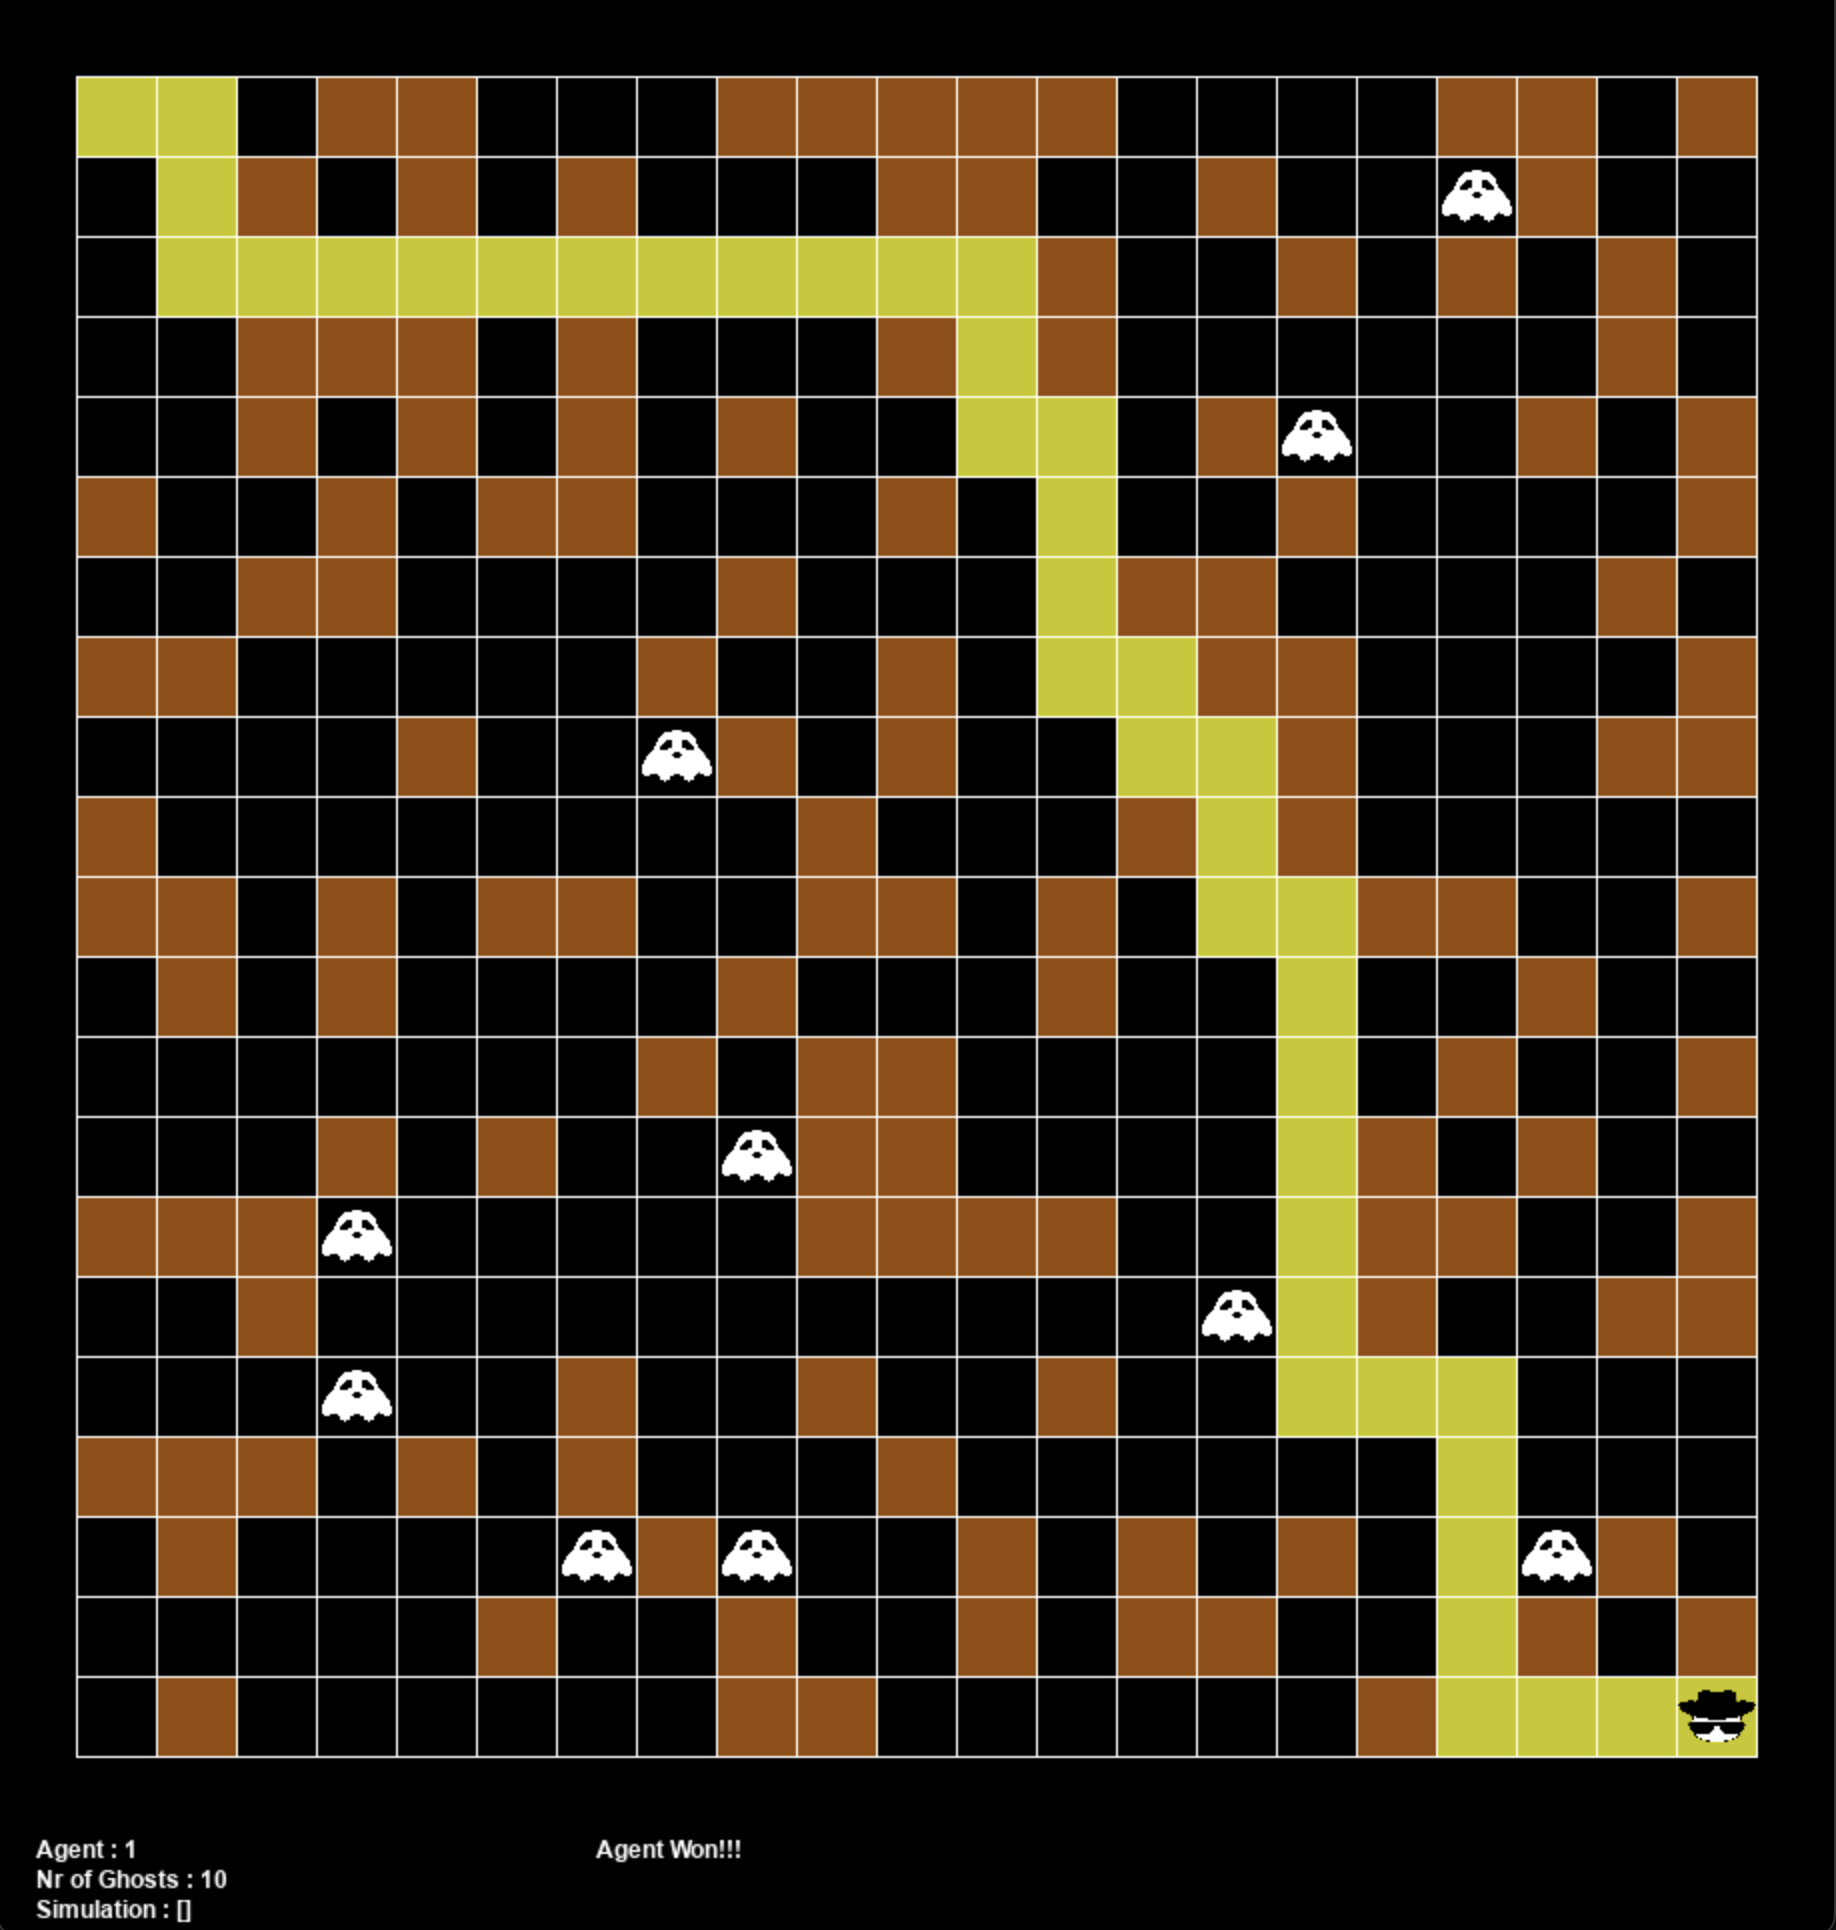 Agent : 1
Agent Won!!!
Nr of Ghosts : 10
Simulation : []